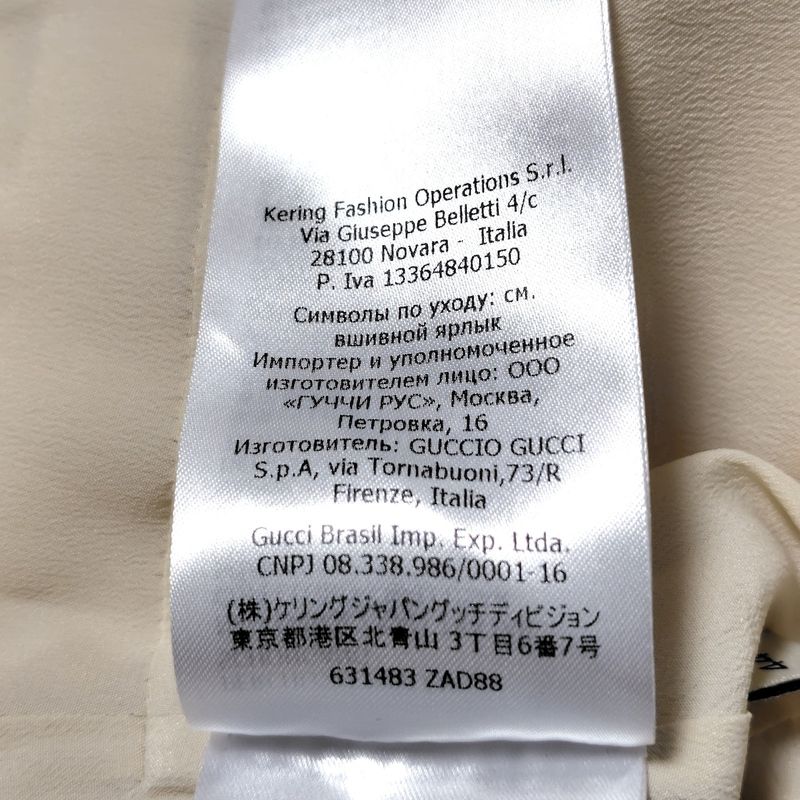 Kering Fashion Operations S.r.l.
Via Giuseppe Belletti 4/c
28100 Novara - Italia
P. Iva 13364840150
Символы по уходу: см.
вшивной ярлык
Импортер и уполномоченное
изготовителем лицо: ООО
«ГУЧЧИ РУС», Москва,
Петровка, 16
Изготовитель: GUCCIO GUCCI
S.p.A, via Tornabuoni,73/R
Firenze, Italia
Gucci Brasil Imp. Exp. Ltda.
CNPJ 08.338.986/0001-16
(株)ケリングジャパングッチディビジョン
東京都港区北青山 3丁目6番7号
631483 ZAD88